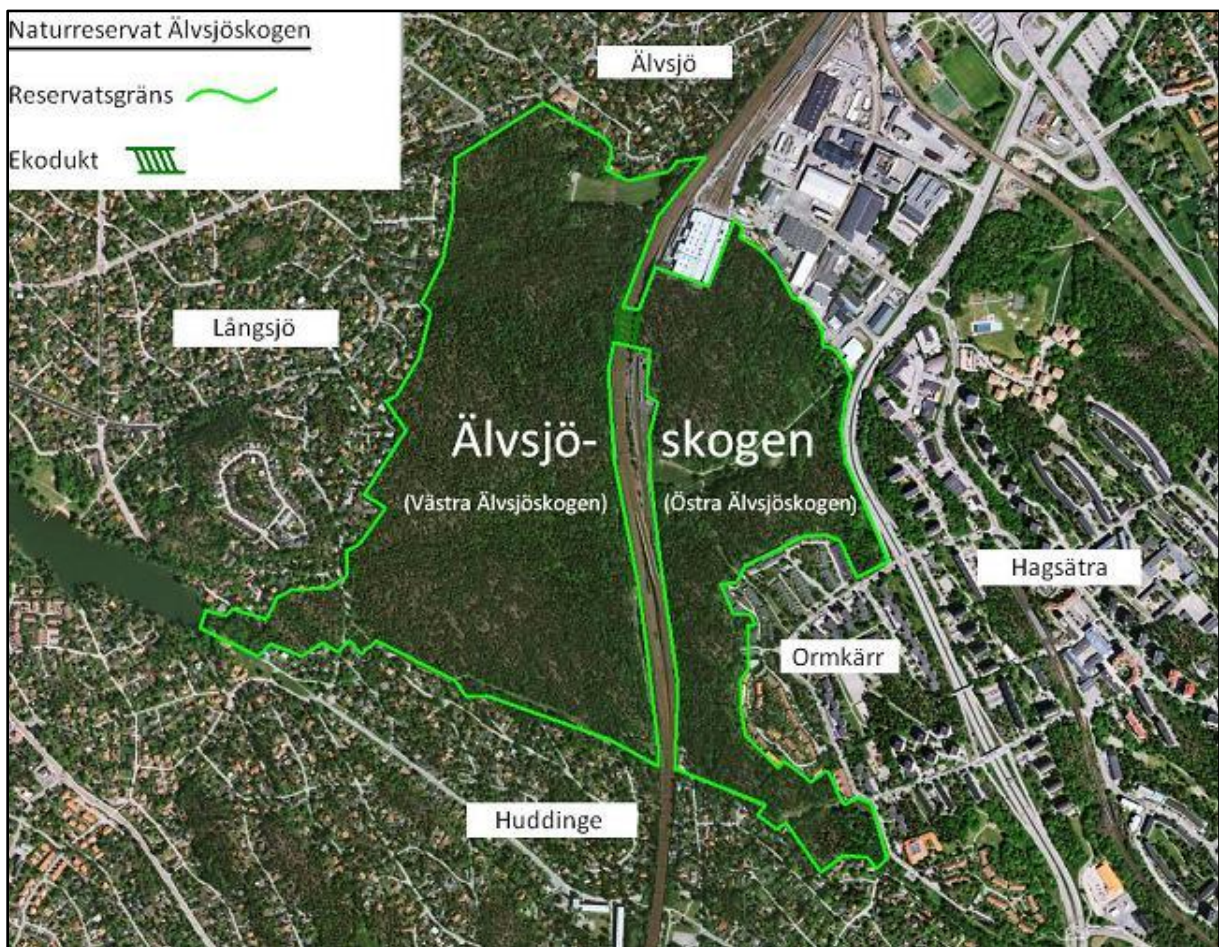 Naturreservat Älvsjöskogen
Reservatsgräns
Ekodukt
Älvsjö
Långsjö
Älvsjö- skogen
(Västra Älvsjöskogen) (Östra Älvsjöskogen)
Hagsätra
Ormkärr
Huddinge